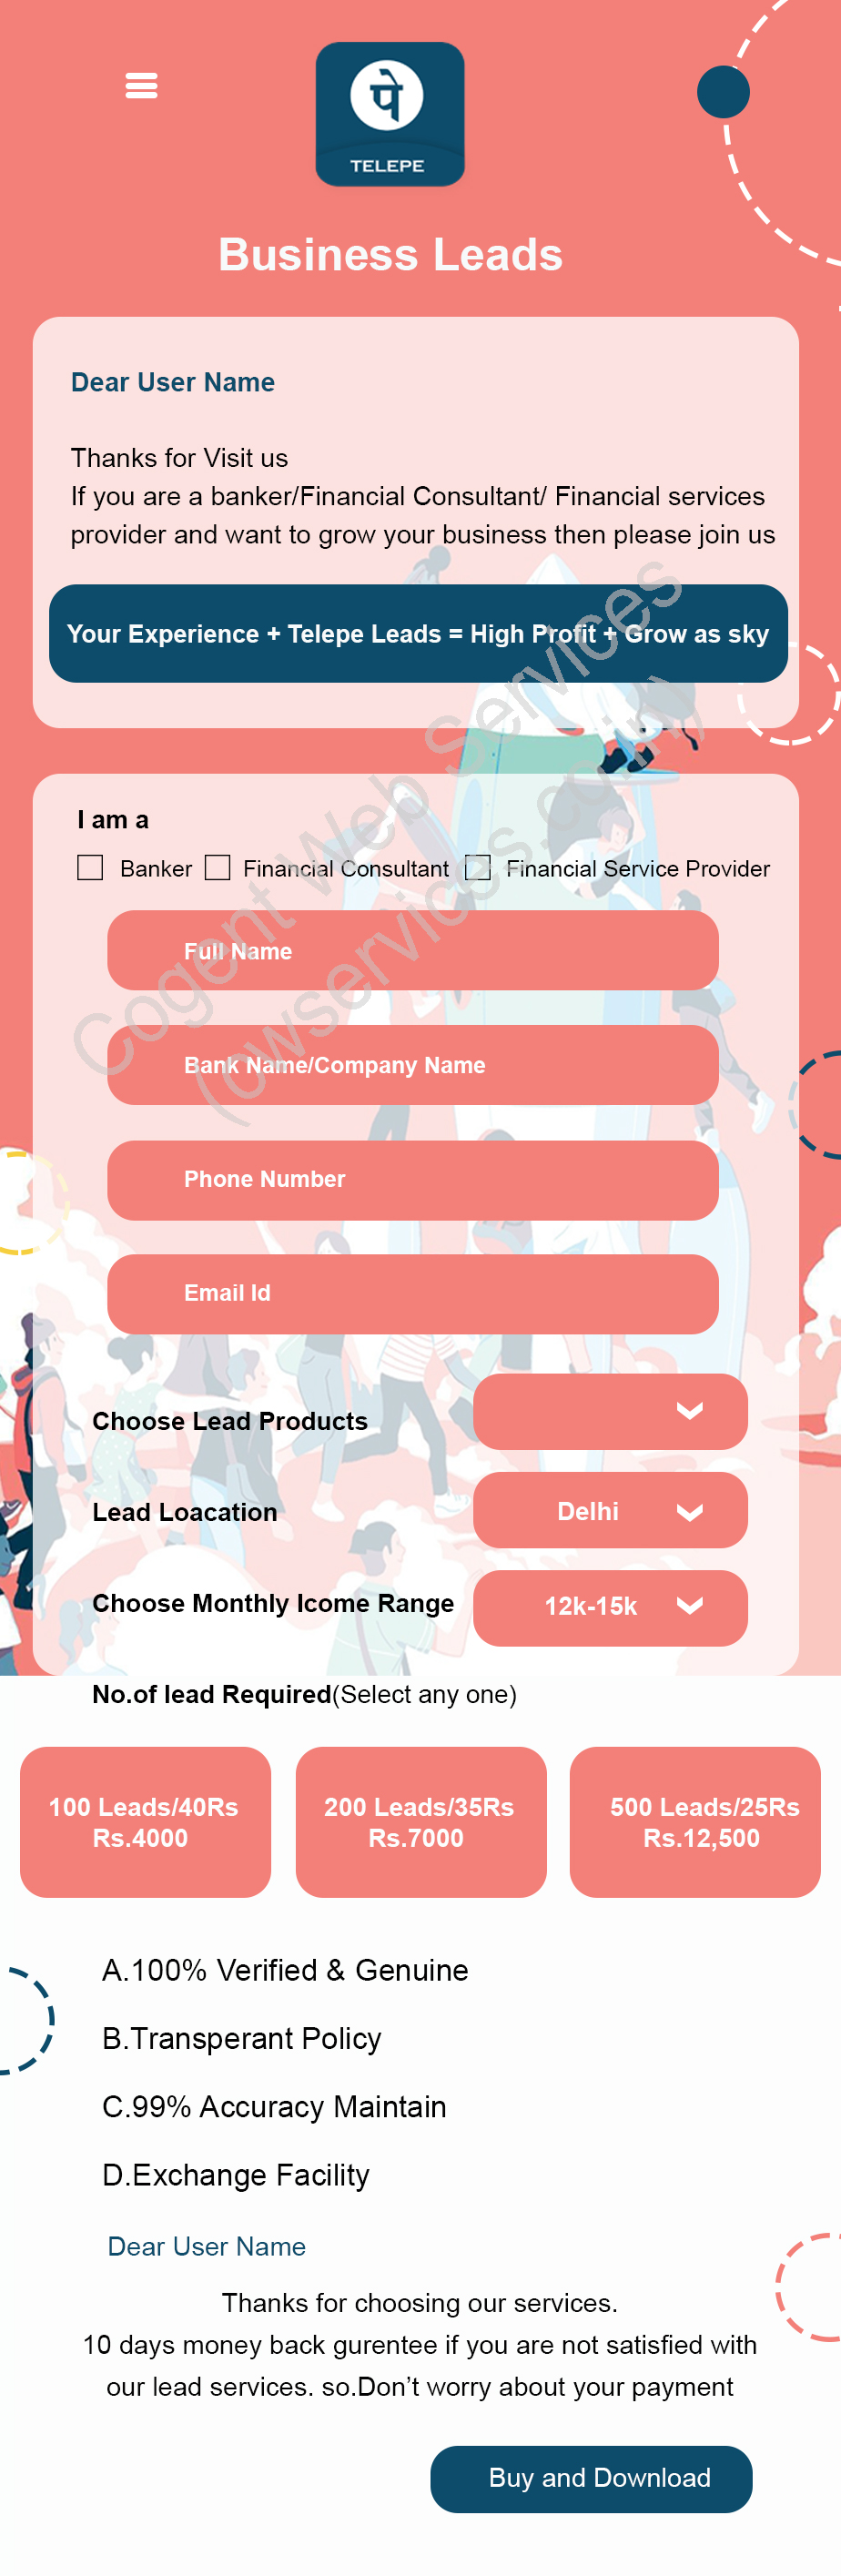 पे
TELEPE
Business Leads
Dear User Name
Thanks for Visit us
If you are a banker/Financial Consultant/ Financial services
provider and want to grow your business then please join us
Your Experience + Telepe Leads = High Profit + Grow as sky
Cogent Web Services
(owservices.co.in)
I am a
Banker Financial Consultant Financial Service Provider
Full Name
Bank Name/Company Name
Phone Number
Email Id
Choose Lead Products
Lead Loacation Delhi
Choose Monthly Icome Range 12k-15k
No.of lead Required(Select any one)
100 Leads/40Rs
Rs.4000
200 Leads/35Rs
Rs.7000
500 Leads/25Rs
Rs.12,500
A.100% Verified & Genuine
B.Transperant Policy
C.99% Accuracy Maintain
D.Exchange Facility
Dear User Name
Thanks for choosing our services.
10 days money back gurentee if you are not satisfied with
our lead services. so.Don't worry about your payment
Buy and Download